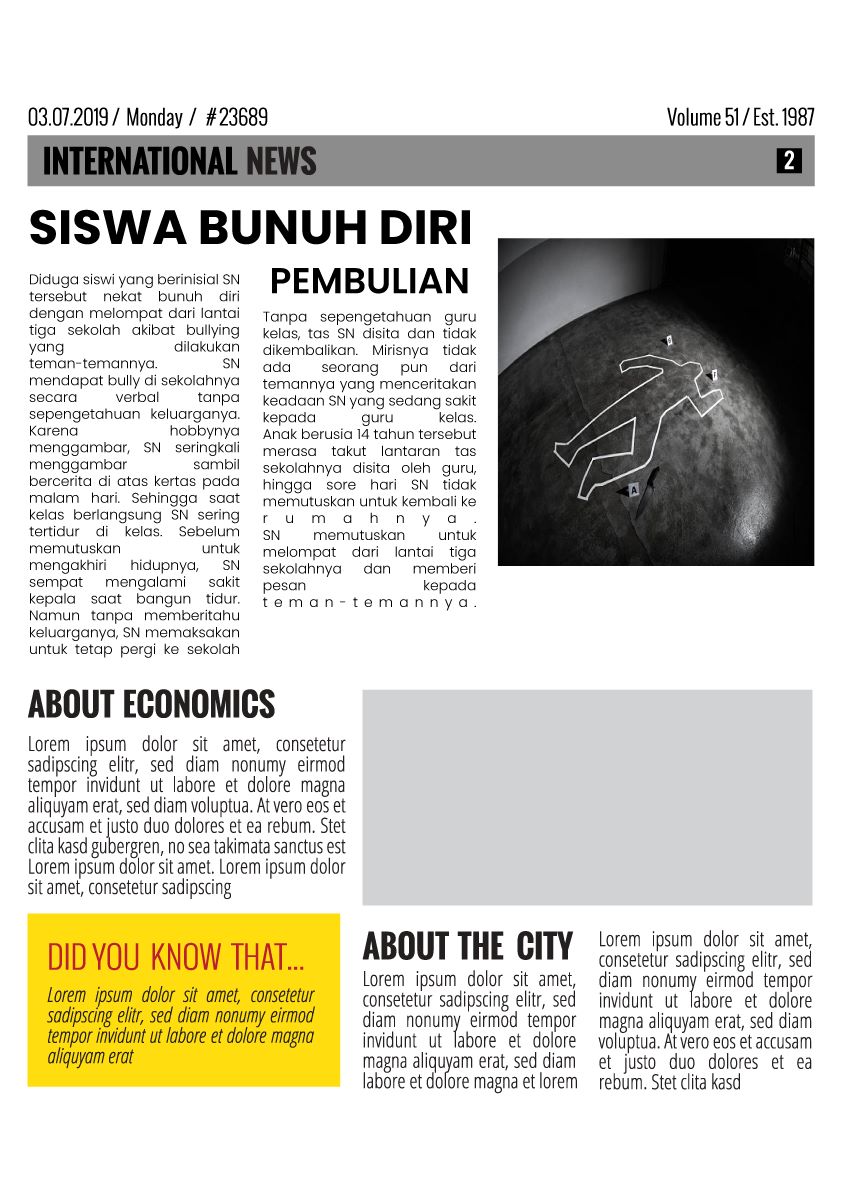 03.07.2019 / Monday / #23689
Volume 51 / Est. 1987
INTERNATIONAL NEWS
2
SISWA BUNUH DIRI
Diduga siswi yang berinisial SN
tersebut nekat bunuh diri
dengan melompat dari lantai
tiga sekolah akibat bullying
yang dilakukan
teman-temannya. SN
mendapat bully di sekolahnya
secara verbal tanpa
sepengetahuan keluarganya.
Karena hobbynya
menggambar, SN seringkali
menggambar sambil
bercerita di atas kertas pada
malam hari. Sehingga saat
kelas berlangsung SN sering
tertidur di kelas. Sebelum
memutuskan untuk
mengakhiri hidupnya, SN
sempat mengalami sakit
kepala saat bangun tidur.
Namun tanpa memberitahu
keluarganya, SN memaksakan
untuk tetap pergi ke sekolah
PEMBULIAN
Tanpa sepengetahuan guru
kelas, tas SN disita dan tidak
dikembalikan. Mirisnya tidak
ada seorang pun dari
temannya yang menceritakan
keadaan SN yang sedang sakit
kepada guru kelas.
Anak berusia 14 tahun tersebut
merasa takut lantaran tas
sekolahnya disita oleh guru,
hingga sore hari SN tidak
memutuskan untuk kembali ke
rumahnya.
SN memutuskan untuk
melompat dari lantai tiga
sekolahnya dan memberi
pesan kepada
teman-temannya.
A
ABOUT ECONOMICS
Lorem ipsum dolor sit amet, consetetur
sadipscing elitr, sed diam nonumy eirmod
tempor invidunt ut labore et dolore magna
aliquyam erat, sed diam voluptua. At vero eos et
accusam et justo duo dolores et ea rebum. Stet
clita kasd gubergren, no sea takimata sanctus est
Lorem ipsum dolor sit amet. Lorem ipsum dolor
sit amet, consetetur sadipscing
DID YOU KNOW THAT...
Lorem ipsum dolor sit amet, consetetur
sadipscing elitr, sed diam nonumy eirmod
tempor invidunt ut labore et dolore magna
aliquyam erat
ABOUT THE CITY
Lorem ipsum dolor sit amet,
consetetur sadipscing elitr, sed
diam nonumy eirmod tempor
invidunt ut labore et dolore
magna aliquyam erat, sed diam
labore et dolore magna et lorem
Lorem ipsum dolor sit amet,
consetetur sadipscing elitr, sed
diam nonumy eirmod tempor
invidunt ut labore et dolore
magna aliquyam erat, sed diam
voluptua. At vero eos et accusam
et justo duo dolores et ea
rebum. Stet clita kasd